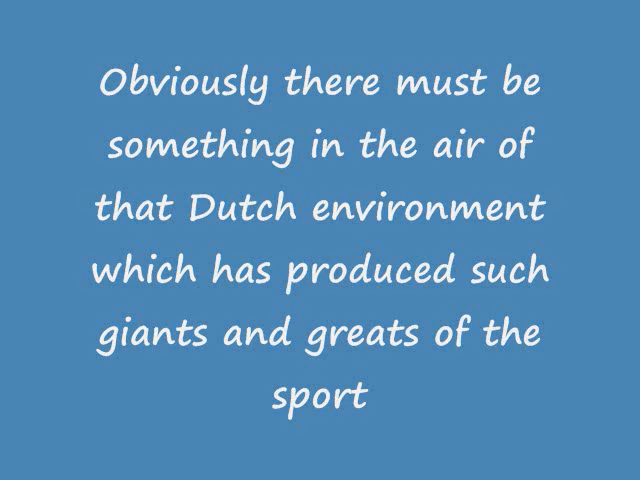 Obviously there must be
something in the air of
that Dutch environment
which has produced such
giants and greats of the
sport